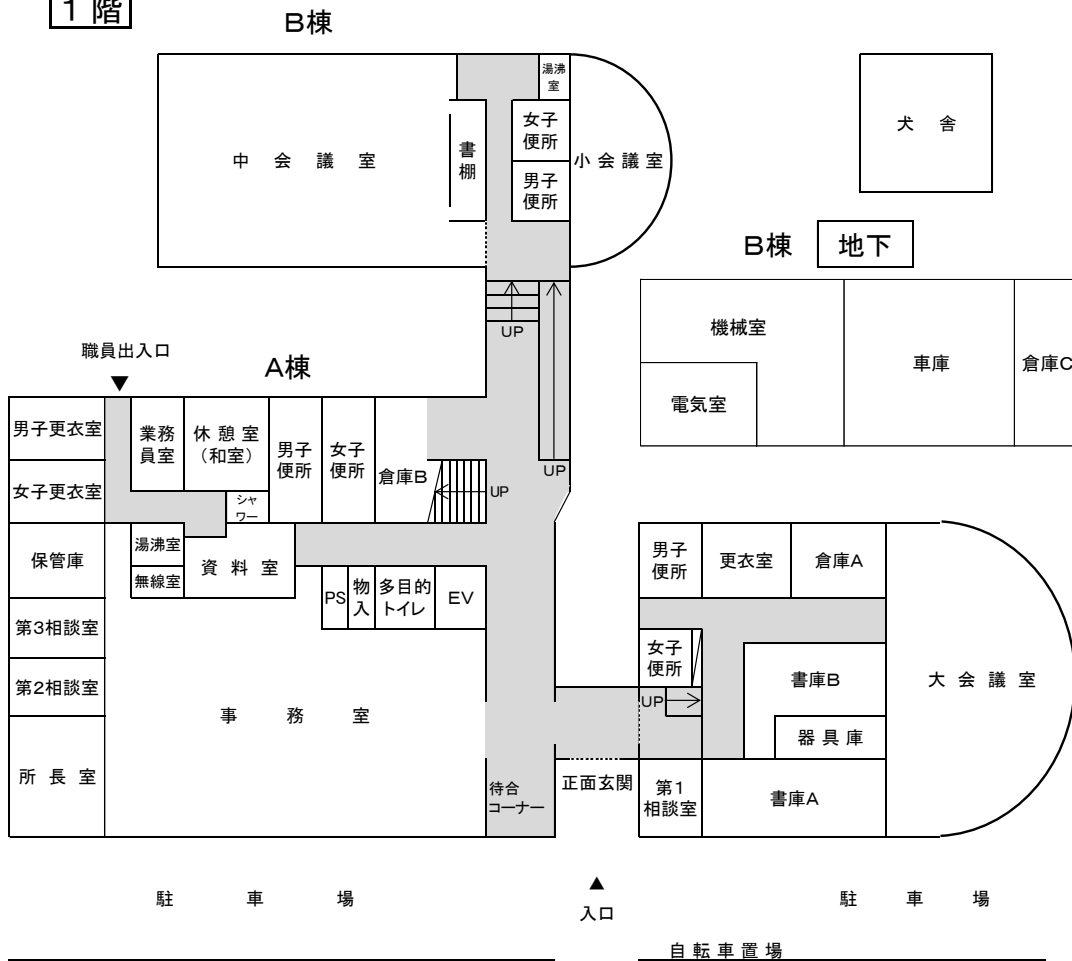 1 階
B棟
湯沸
室
女子
便所
中 会 議 室
書
棚
小 会 議 室
男子
便所
犬 舎
B棟
地下
機械室
電気室
車庫
倉庫C
UP
UP
職員出入口
▼
A棟
男子更衣室
業務
員室
休 憩 室
(和室)
男子
便所
女子
便所
倉庫B
UP
女子更衣室
シャ
ワー
保管庫
湯沸室
無線室
資 料 室
PS
物
入
多目的
トイレ
EV
第3相談室
第2相談室
事 務 室
所 長 室
待合
コーナー
正面玄関
男子
便所
更衣室
倉庫A
女子
便所
UP
書庫B
器 具 庫
大 会 議 室
第1
相談室
書庫A
駐 車 場
▲
入口
駐 車 場
自 転 車 置 場